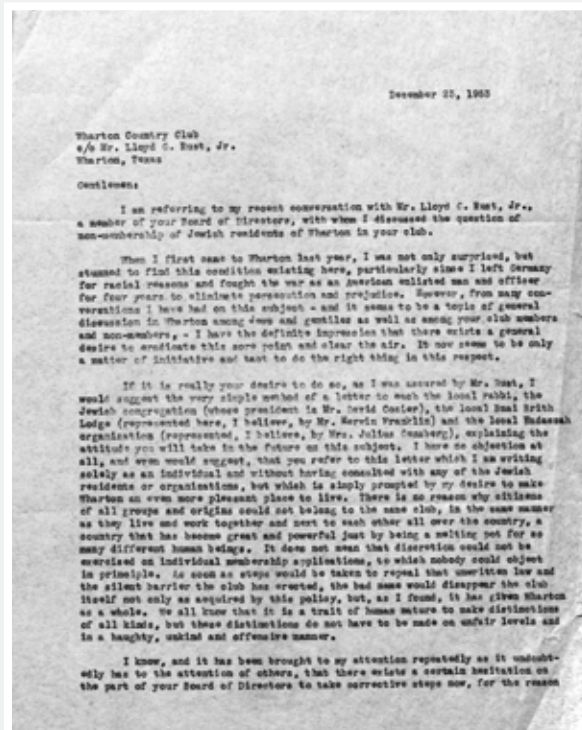 December 23, 1953
Wharton Country Club
c/o Mr. Lloyd C. Rust, Jr.
Wharton, Texas
Gentlemen:
I am referring to my recent conversation with Mr. Lloyd C. Rust, Jr.,
a member of your Board of Directors, with whom I discussed the question of
non-membership of Jewish residents of Wharton in your club.
When I first came to Wharton last year, I was not only surprised, but
stunned to find this condition existing here, particularly since I left Germany
for racial reasons and fought the war as an American enlisted man and officer
for four years to eliminate persecution and prejudice. However, from many con-
versations I have had on this subject - and it seems to be a topic of general
discussion in Wharton among Jews and gentiles as well as among your club members
and non-members, - I have the definite impression that there exists a general
desire to eradicate this sore point and clear the air. It now seems to be only
a matter of initiative and tact to do the right thing in this respect.
If it is really your desire to do so, as I was assured by Mr. Rust, I
would suggest the very simple method of a letter to each the local rabbi, the
Jewish congregation (whose president is Mr. David), the local Bnai Brith
Lodge (represented here, I believe, by Mr. Franklin) and the local Hadassah
organization (represented, I believe, by Mrs. Julius), explaining the
attitude you will take in the future on this subject. I have no objection at
all, and even would suggest, that you refer to this letter which I am writing
solely as an individual and without having consulted with any of the Jewish
residents or organizations, but which is simply prompted by my desire to make
Wharton an even more pleasant place to live. There is no reason why citizens
of all groups and origins could not belong to the same club, in the same manner
as they live and work together and next to each other all over the country, a
country that has become great and powerful just by being a melting pot for so
many different human beings. It does not mean that discretion could not be
exercised on individual membership applications, to which nobody could object
in principle. As soon as steps would be taken to repeal that unwritten law and
the silent barrier the club has erected, the bad name would disappear the club
itself not only as acquired by this policy, but, as I found, it has given Wharton
as a whole. We all know that it is a trait of human nature to make distinctions
of all kinds, but these distinctions do not have to be made on unfair levels and
in a haughty, unkind and offensive manner.
I know, and it has been brought to my attention repeatedly as it undoubt-
edly has to the attention of others, that there exists a certain hesitation on
the part of your Board of Directors to take corrective steps now, for the reason